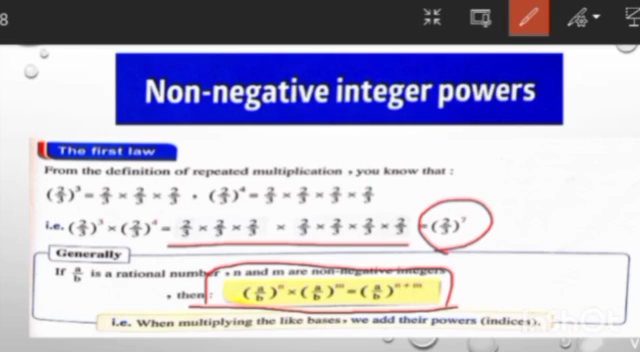 8
Non-negative integer powers
The first law
From the definition of repeated multiplication , you know that :
(2/3)³ = 2/3 × 2/3 × 2/3 , (2/3)⁴ = 2/3 × 2/3 × 2/3 × 2/3
i.e. (2/3)³ × (2/3)⁴ = 2/3 × 2/3 × 2/3 × 2/3 × 2/3 × 2/3 × 2/3 = (2/3)⁷
Generally
If a/b is a rational number , n and m are non-negative integers
, then : (a/b)ⁿ × (a/b)ᵐ = (a/b)ⁿ⁺ᵐ
i.e. When multiplying the like bases , we add their powers (indices).